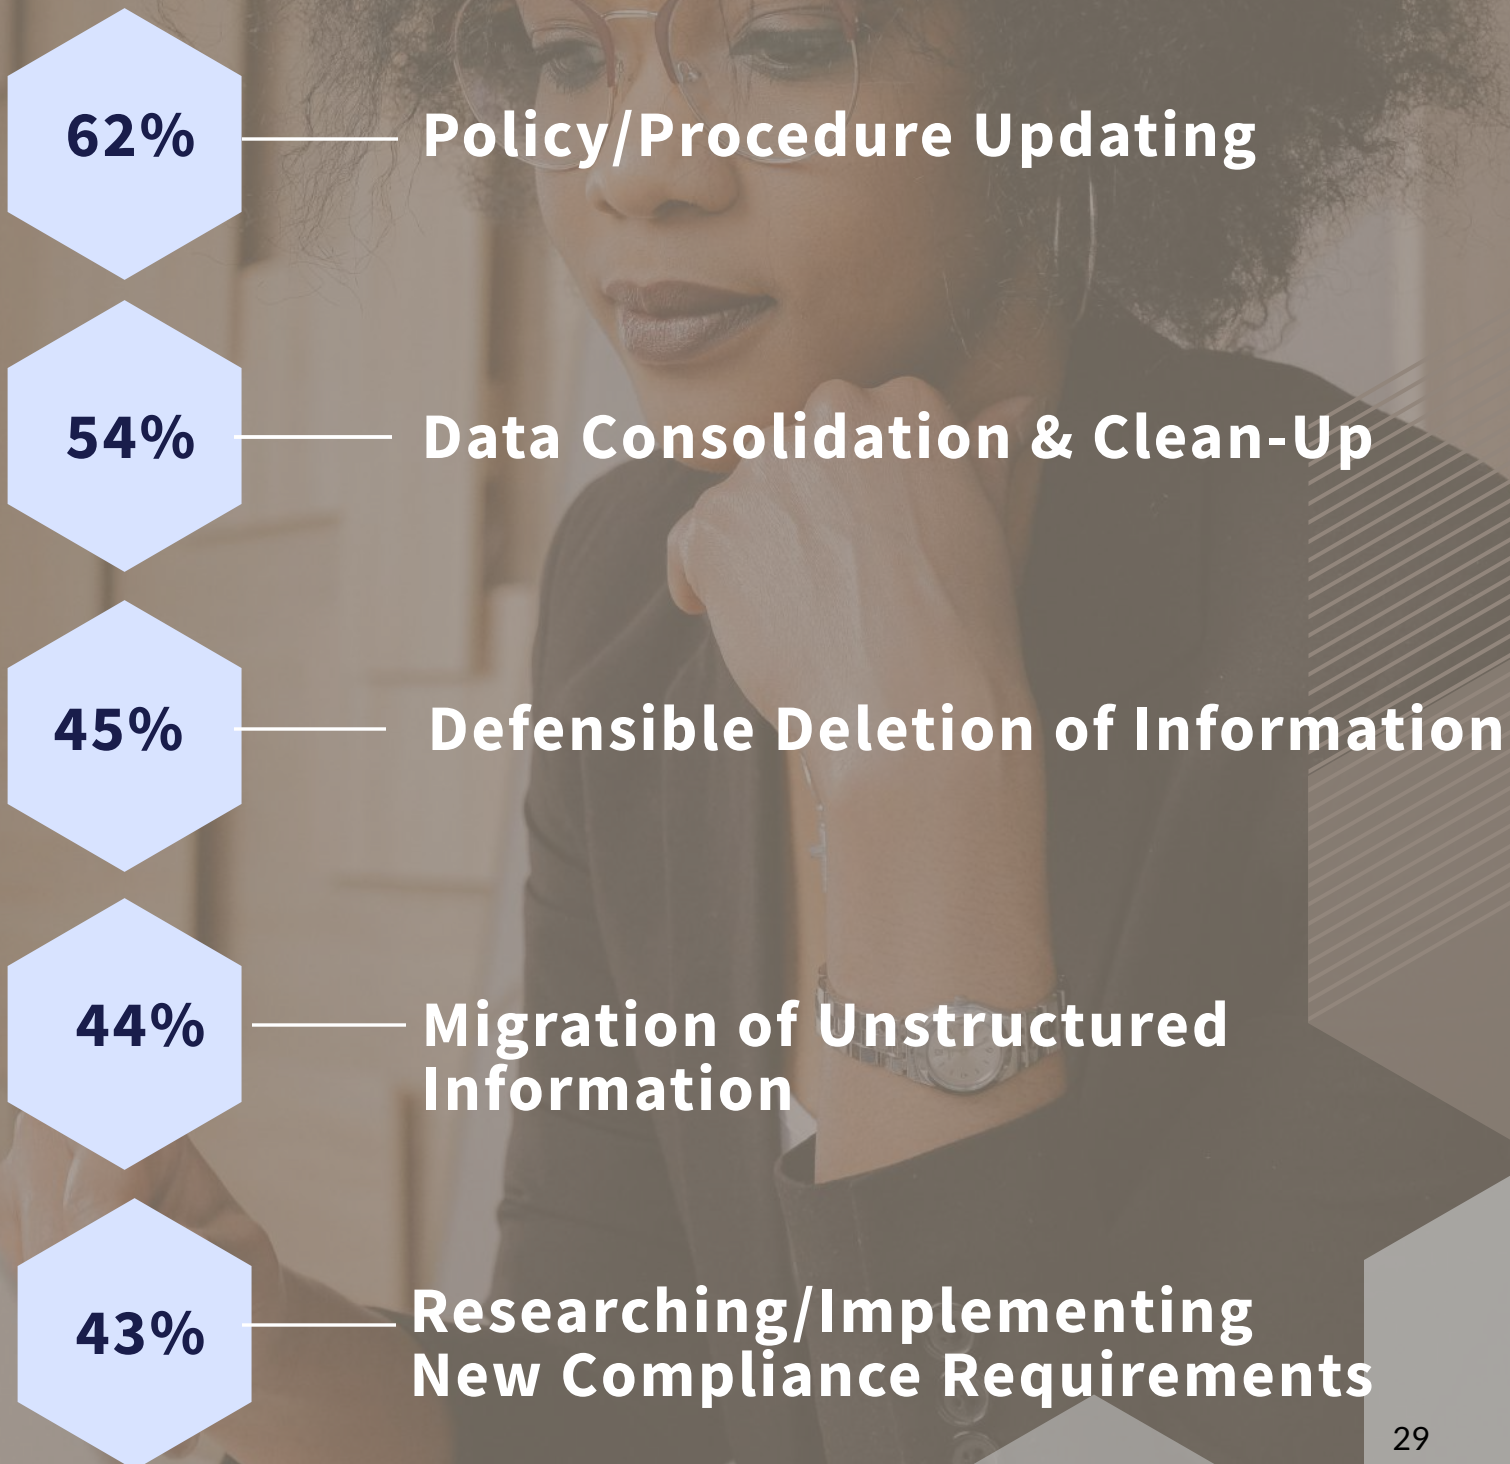 62%
Policy/Procedure Updating
54%
Data Consolidation & Clean-Up
45%
Defensible Deletion of Information
44%
Migration of Unstructured
Information
43%
Researching/Implementing
New Compliance Requirements
29